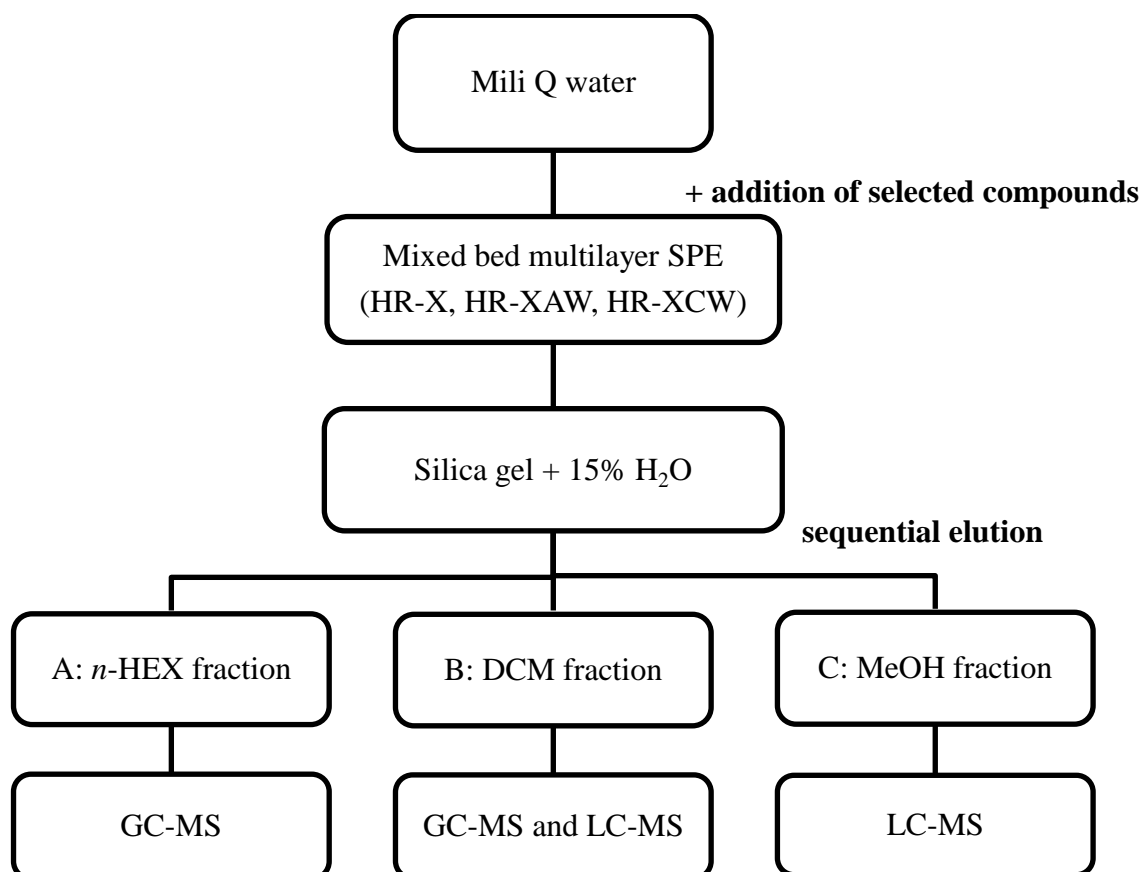 Mili Q water
+ addition of selected compounds
Mixed bed multilayer SPE
(HR-X, HR-XAW, HR-XCW)
Silica gel + 15% H₂O
sequential elution
A: n-HEX fraction
B: DCM fraction
C: MeOH fraction
GC-MS
GC-MS and LC-MS
LC-MS